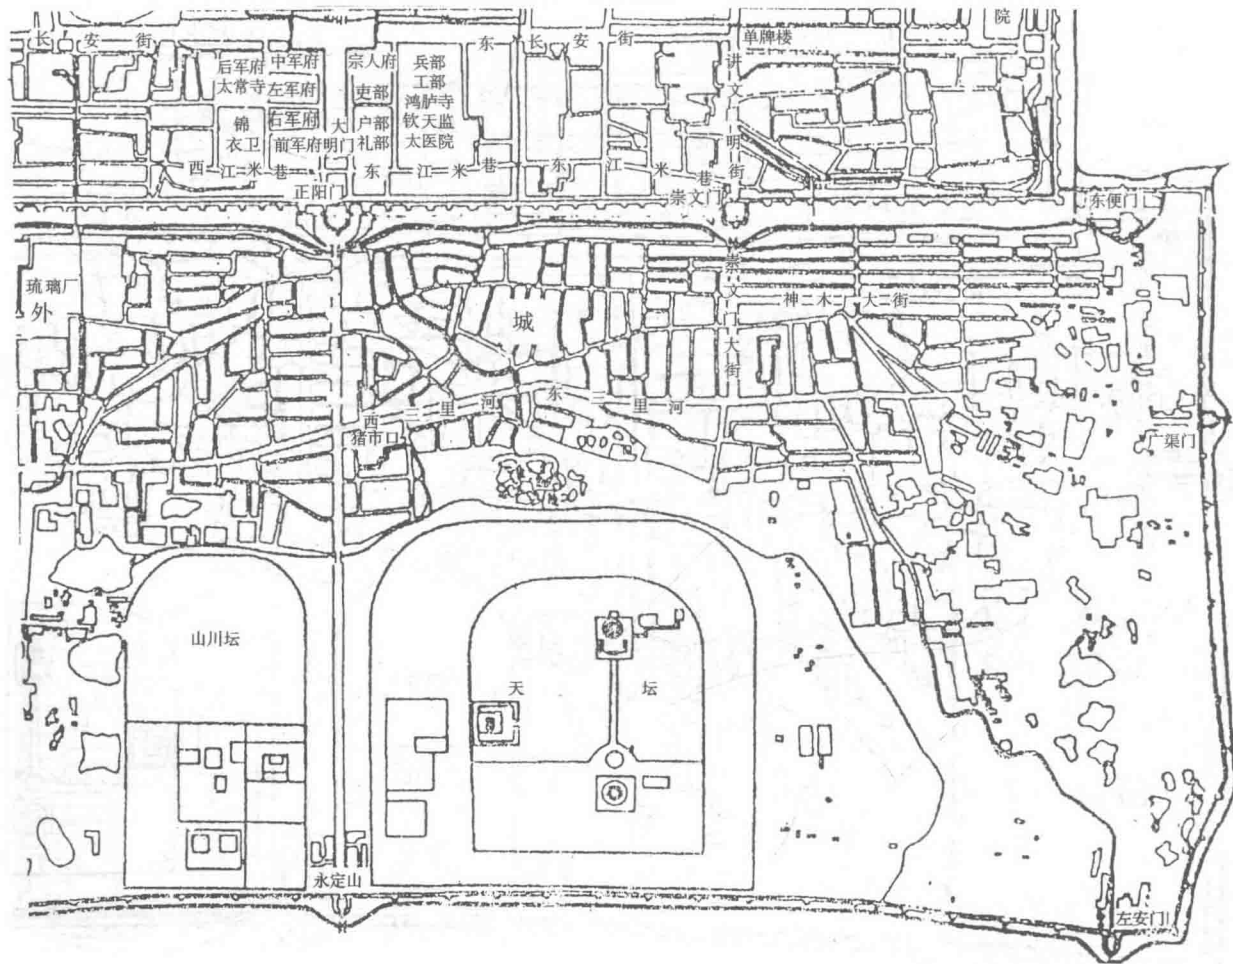 长安街
东长安街
院
单牌楼
后军府
太常寺
中军府
左军府
右军府
前军府
锦
衣卫
大
明门
宗人府
吏部
户部
礼部
兵部
工部
鸿胪寺
钦天监
太医院
讲文明街
西江米巷
东江米巷
东江米巷
正阳门
崇文门
东便门
琉璃厂
外
城
崇文门大街
神木厂大街
西三里河
东三里河
猪市口
广渠门
山川坛
天坛
永定山
左安门